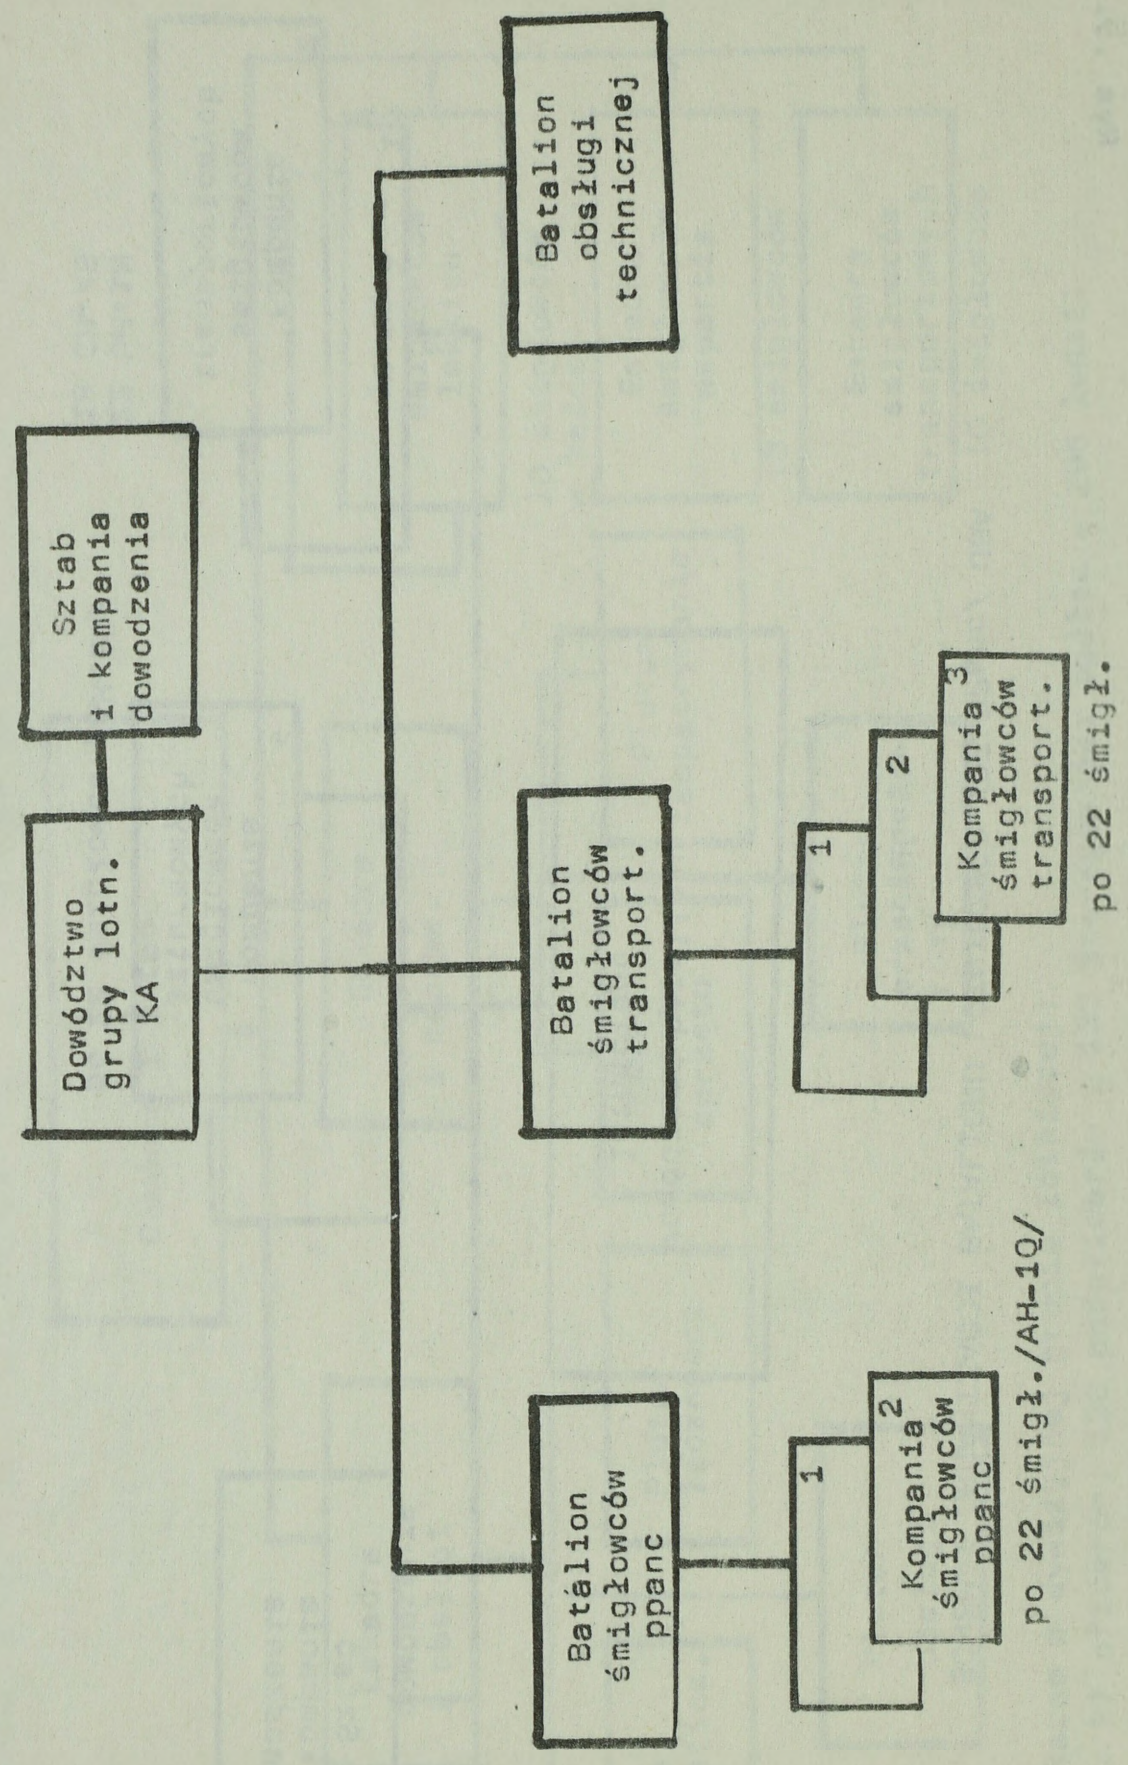 Dowództwo
grupy lotn.
KA
Sztab
i kompania
dowodzenia
Batalion
śmigłowców
ppanc
Batalion
śmigłowców
transport.
Batalion
obsługi
technicznej
1
2
Kompania
śmigłowców
ppanc
po 22 śmigł./AH-1Q/
1
2
3
Kompania
śmigłowców
transport.
po 22 śmigł.